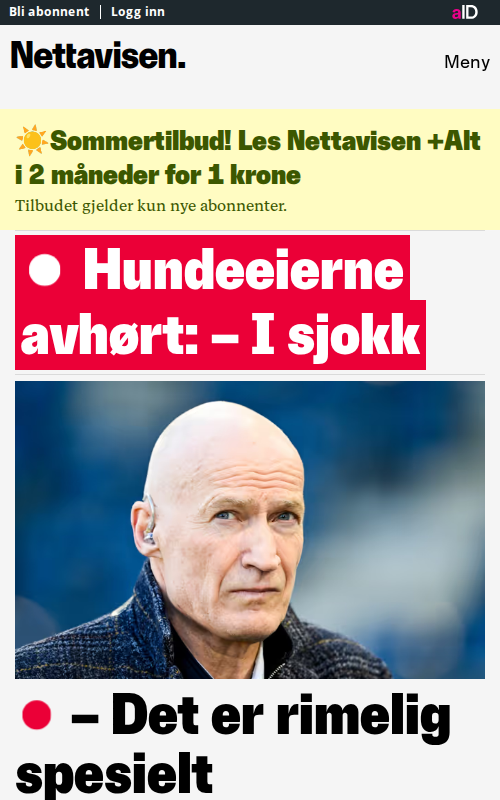 Bli abonnent | Logg inn
aID
Nettavisen.
Meny
☀️Sommertilbud! Les Nettavisen +Alt
i 2 måneder for 1 krone
Tilbudet gjelder kun nye abonnenter.
Hundeeierne
avhørt: – I sjokk
– Det er rimelig
spesielt